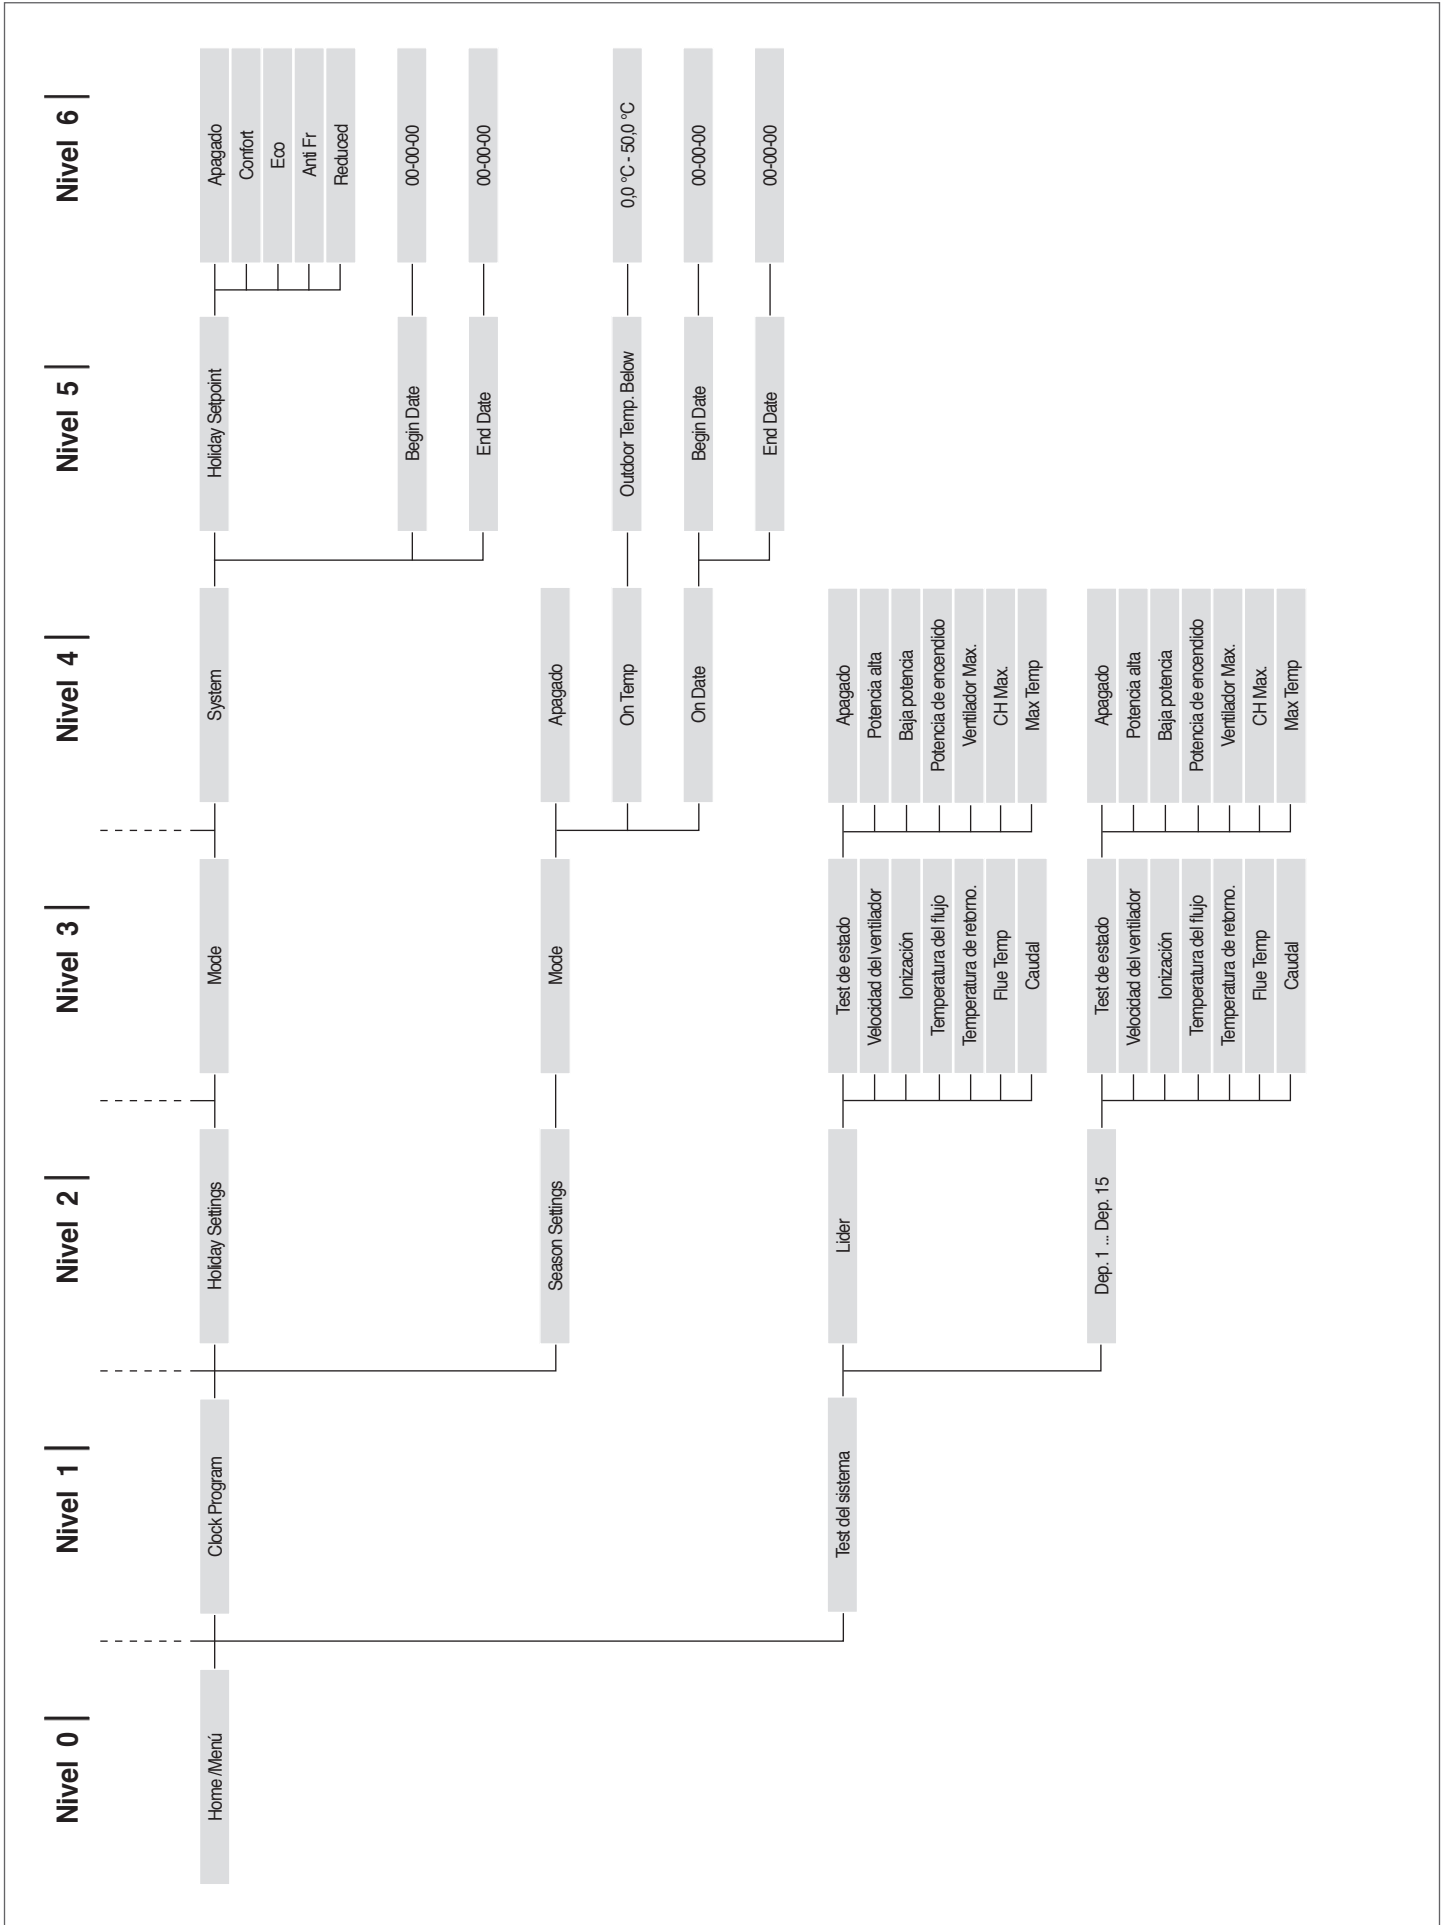 Nivel 0
Nivel 1
Nivel 2
Nivel 3
Nivel 4
Nivel 5
Nivel 6
Home /Menú
Clock Program
Holiday Settings
Mode
System
Holiday Setpoint
Apagado
Confort
Eco
Anti Fr
Reduced
Begin Date
00-00-00
End Date
00-00-00
Season Settings
Mode
Apagado
On Temp
Outdoor Temp. Below
0,0 °C - 50,0 °C
On Date
Begin Date
00-00-00
End Date
00-00-00
Test del sistema
Lider
Test de estado
Velocidad del ventilador
Ionización
Temperatura del flujo
Temperatura de retorno.
Flue Temp
Caudal
Apagado
Potencia alta
Baja potencia
Potencia de encendido
Ventilador Max.
CH Max.
Max Temp
Dep. 1 ... Dep. 15
Test de estado
Velocidad del ventilador
Ionización
Temperatura del flujo
Temperatura de retorno.
Flue Temp
Caudal
Apagado
Potencia alta
Baja potencia
Potencia de encendido
Ventilador Max.
CH Max.
Max Temp